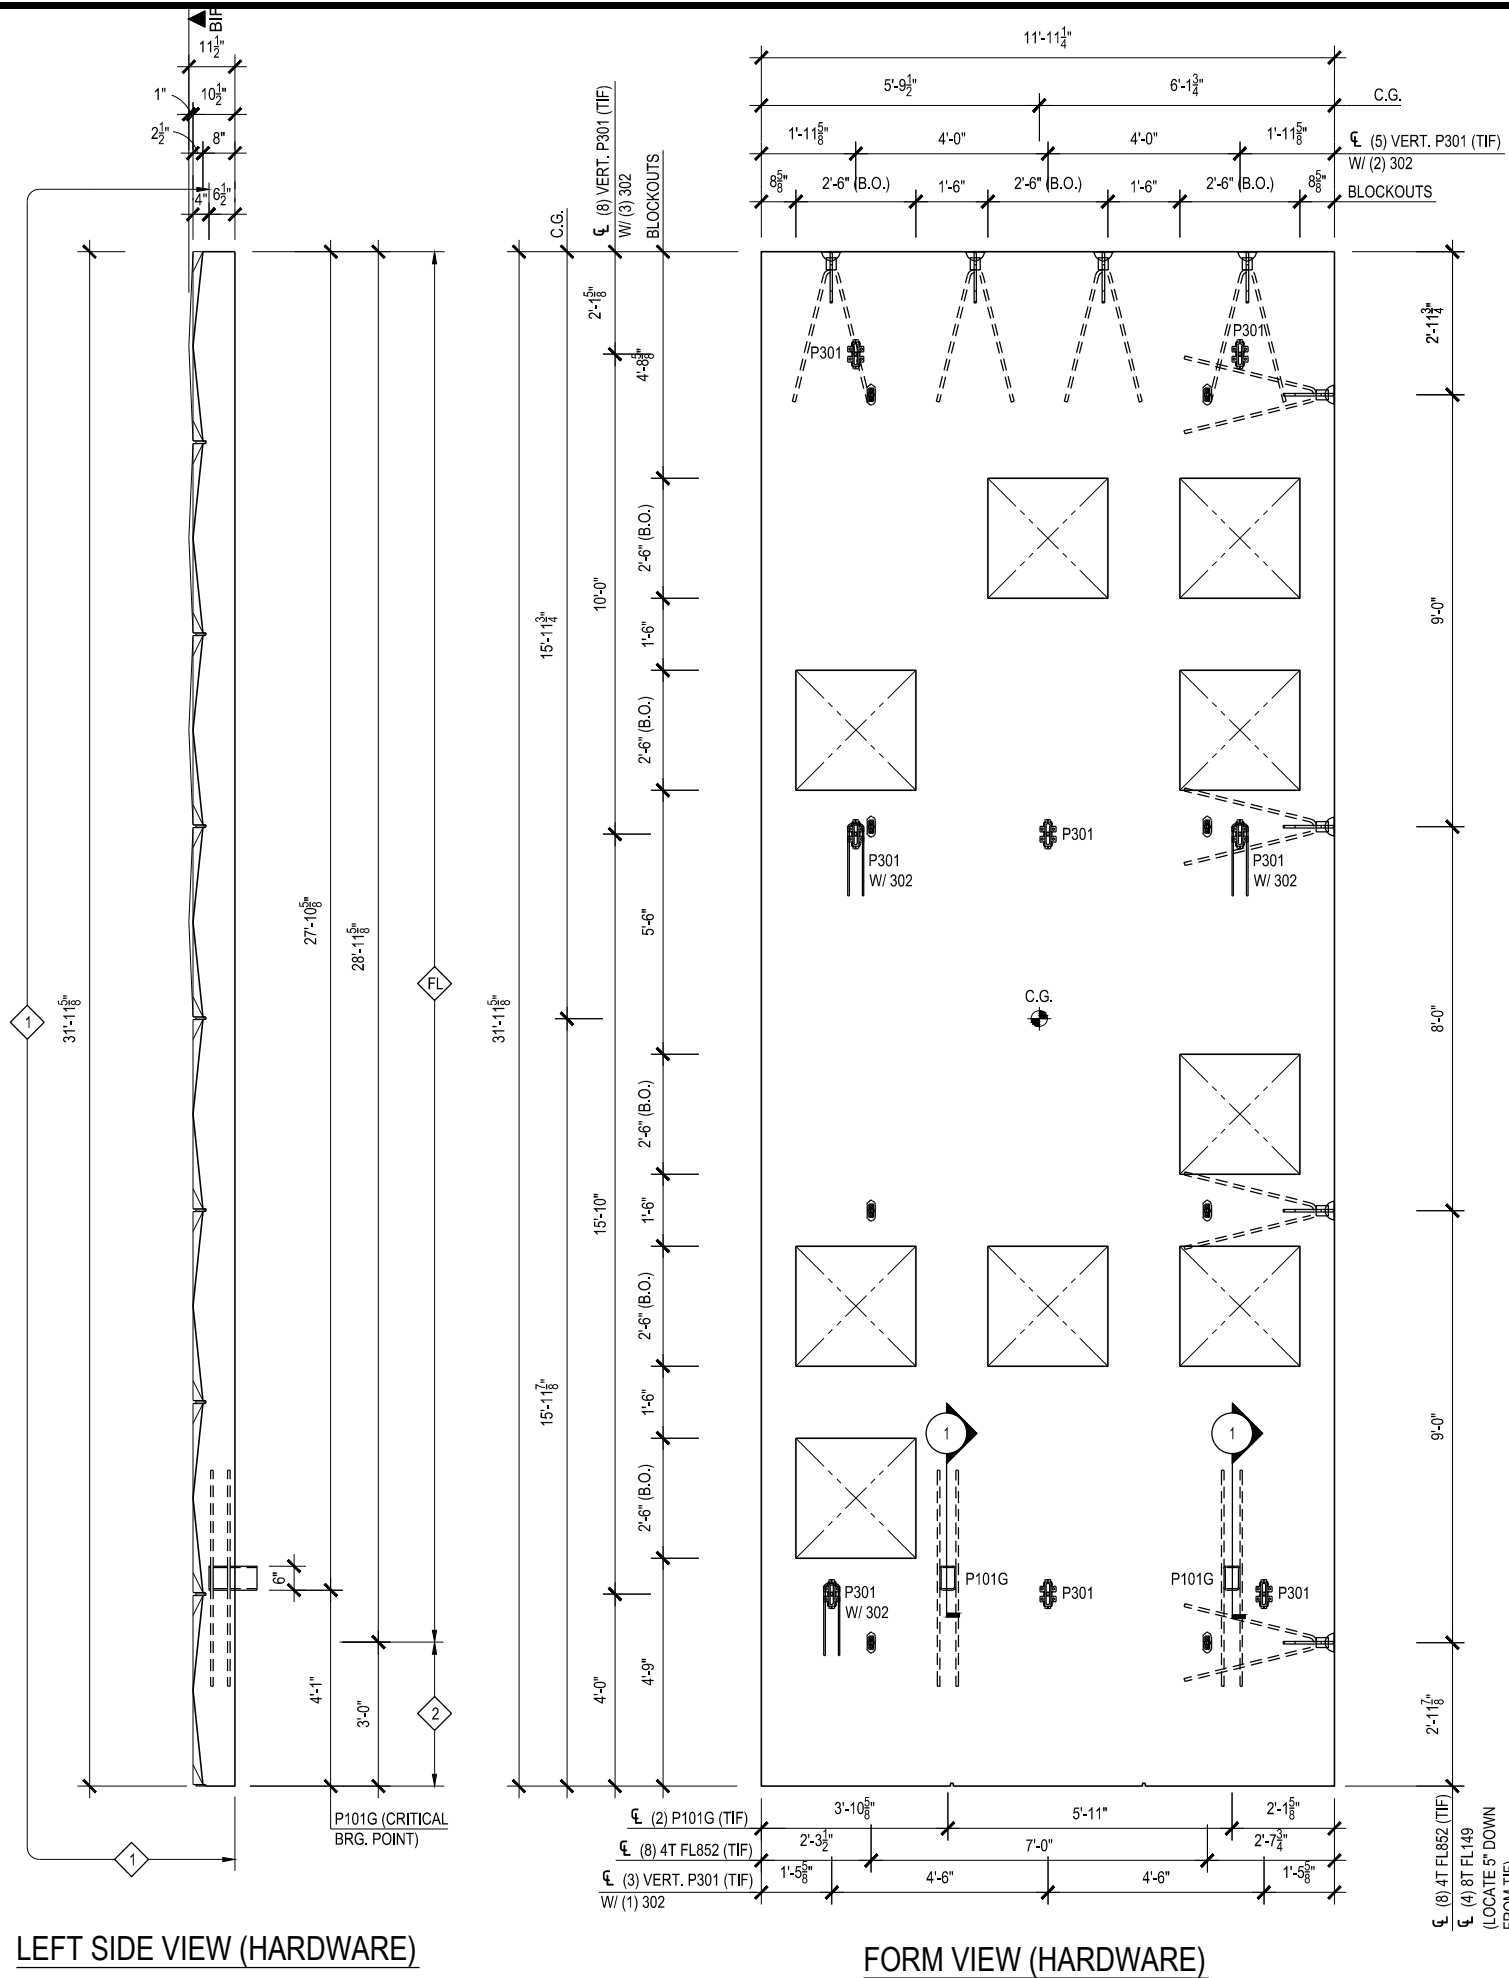 BIF
11½"
1"
10½"
2½"
8"
4"
6½"
C.G.
℄ (8) VERT. P301 (TIF)
W/ (3) 302
BLOCKOUTS
11'-11¼"
5'-9½"
6'-1¾"
C.G.
1'-11⅝"
4'-0"
4'-0"
1'-11⅝"
℄ (5) VERT. P301 (TIF)
W/ (2) 302
8⅝"
2'-6" (B.O.)
1'-6"
2'-6" (B.O.)
1'-6"
2'-6" (B.O.)
8⅝"
BLOCKOUTS
31'-11⅝"
1
27'-10⅝"
28'-11⅝"
FL
6"
4'-1"
3'-0"
2
P101G (CRITICAL
BRG. POINT)
1
31'-11⅝"
15'-11¾"
15'-11⅞"
2'-1⅝"
10'-0"
15'-10"
4'-0"
4'-8⅝"
2'-6" (B.O.)
1'-6"
2'-6" (B.O.)
5'-6"
2'-6" (B.O.)
1'-6"
2'-6" (B.O.)
1'-6"
2'-6" (B.O.)
4'-9"
P301
P301
P301
W/ 302
P301
P301
W/ 302
C.G.
1
1
P101G
P101G
P301
W/ 302
P301
P301
2'-11¾"
9'-0"
8'-0"
9'-0"
2'-11⅞"
℄ (2) P101G (TIF)
3'-10⅝"
5'-11"
2'-1⅝"
℄ (8) 4T FL852 (TIF)
2'-3½"
7'-0"
2'-7¾"
℄ (3) VERT. P301 (TIF)
W/ (1) 302
1'-5⅝"
4'-6"
4'-6"
1'-5⅝"
℄ (8) 4T FL852 (TIF)
℄ (4) 8T FL149
(LOCATE 5" DOWN
FROM TIF)
LEFT SIDE VIEW (HARDWARE)
FORM VIEW (HARDWARE)